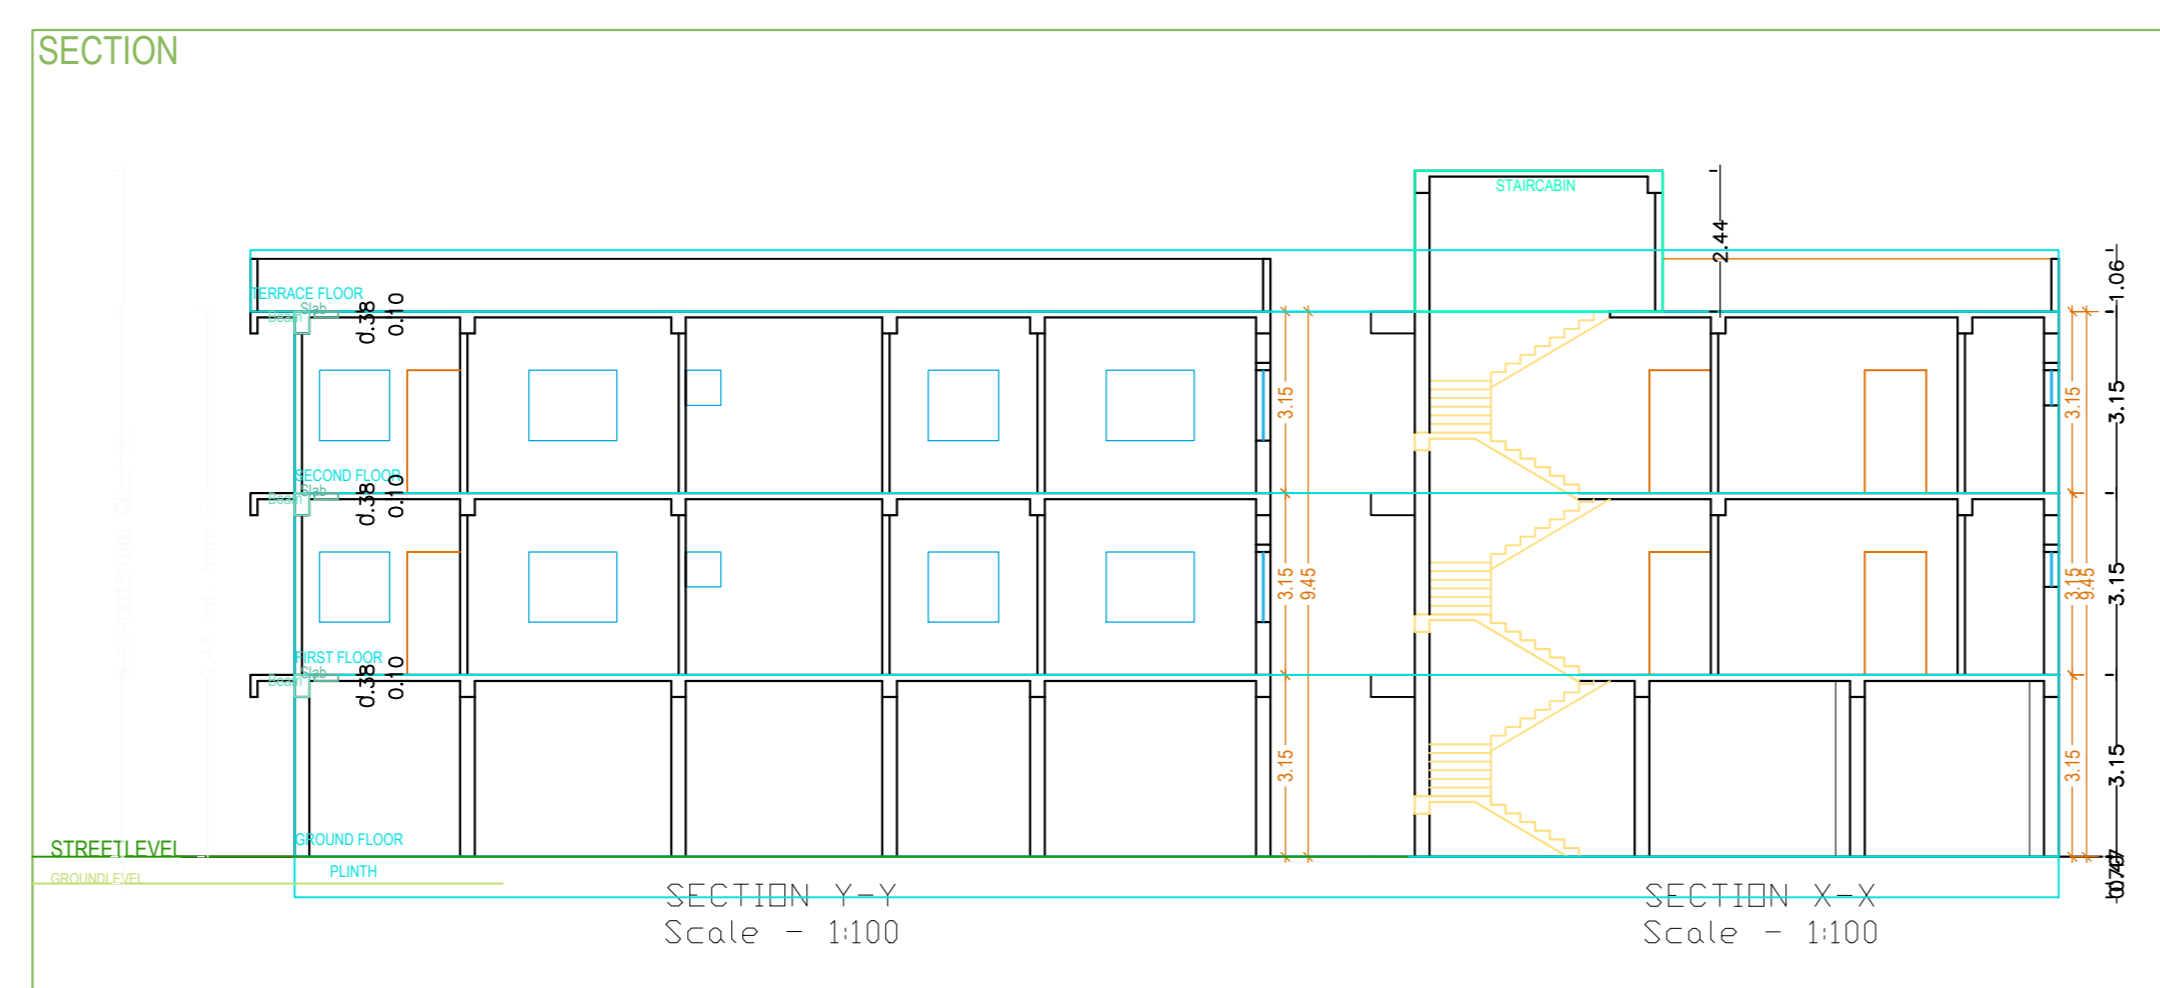 SECTION
STAIRCABIN
2.44
1.06
TERRACE FLOOR
Slab
Beam
d.38
0.10
3.15
3.15
3.15
SECOND FLOOR
Slab
Beam
d.38
0.10
3.15
9.45
3.15
9.45
3.15
FIRST FLOOR
Slab
Beam
d.38
0.10
3.15
3.15
3.15
GROUND FLOOR
STREETLEVEL
PLINTH
GROUNDLEVEL
SECTION Y-Y
Scale - 1:100
SECTION X-X
Scale - 1:100